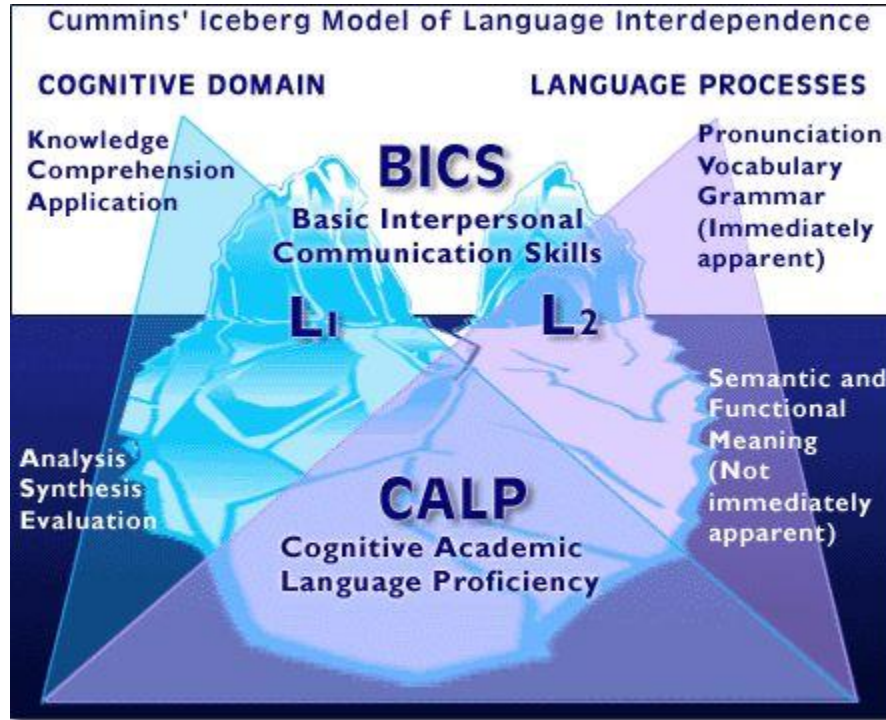 Cummins' Iceberg Model of Language Interdependence
COGNITIVE DOMAIN
LANGUAGE PROCESSES
Knowledge
Comprehension
Application
BICS
Basic Interpersonal
Communication Skills
Pronunciation
Vocabulary
Grammar
(Immediately
apparent)
L1
L2
Analysis
Synthesis
Evaluation
CALP
Cognitive Academic
Language Proficiency
Semantic and
Functional
Meaning
(Not
immediately
apparent)